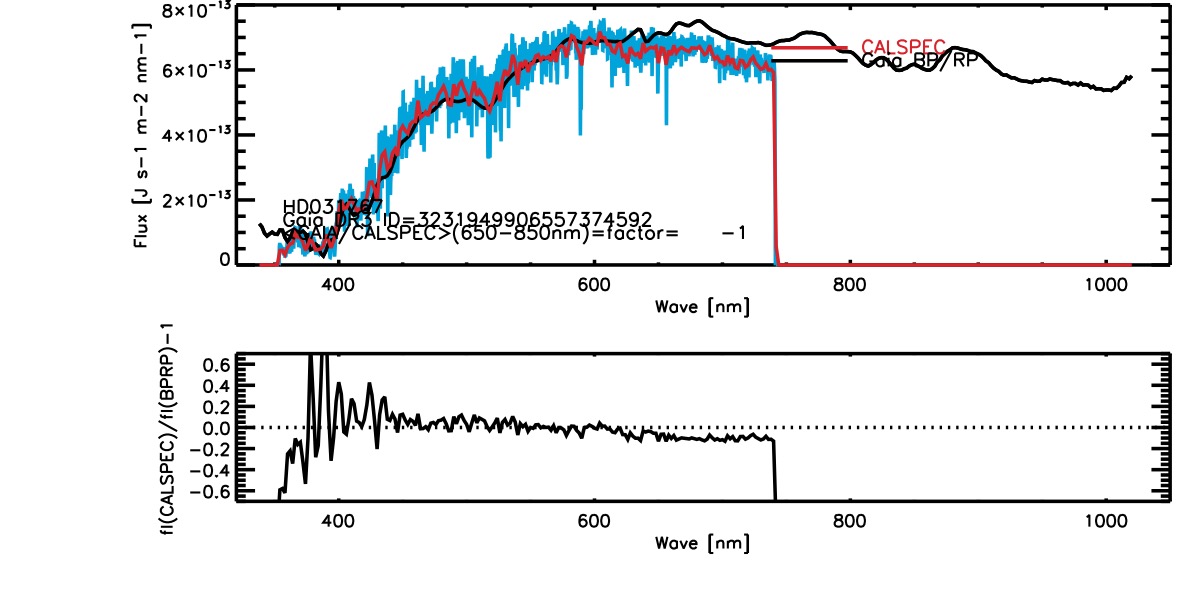 8×10−13
6×10−13
4×10−13
2×10−13
0
Flux [J s−1 m−2 nm−1]
CALSPEC
Gaia BP/RP
HD031767
Gaia DR3 ID=3231949906557374592
<GAIA/CALSPEC>(650−850nm)=factor= −1
400 600 800 1000
Wave [nm]
fl(CALSPEC)/fl(BPRP)−1
0.6
0.4
0.2
0.0
−0.2
−0.4
−0.6
400 600 800 1000
Wave [nm]